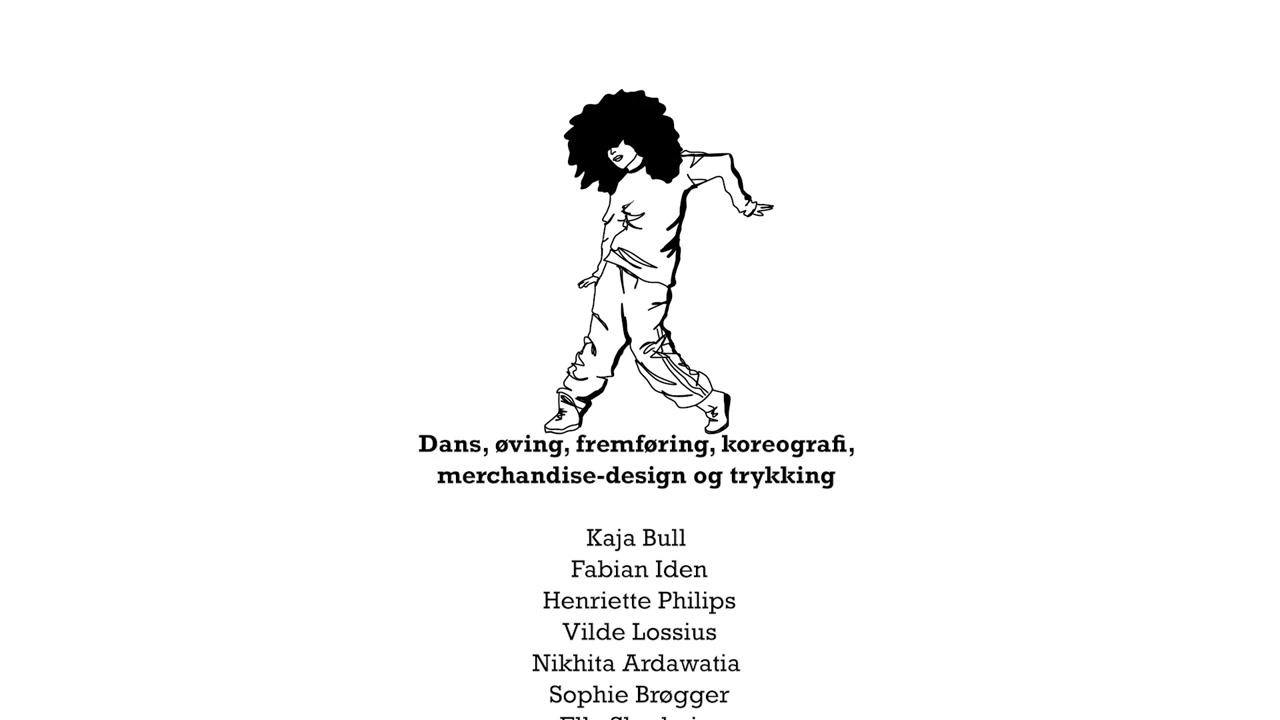 Dans, øving, fremføring, koreografi,
merchandise-design og trykking
Kaja Bull
Fabian Iden
Henriette Philips
Vilde Lossius
Nikhita Ardawatia
Sophie Brøgger